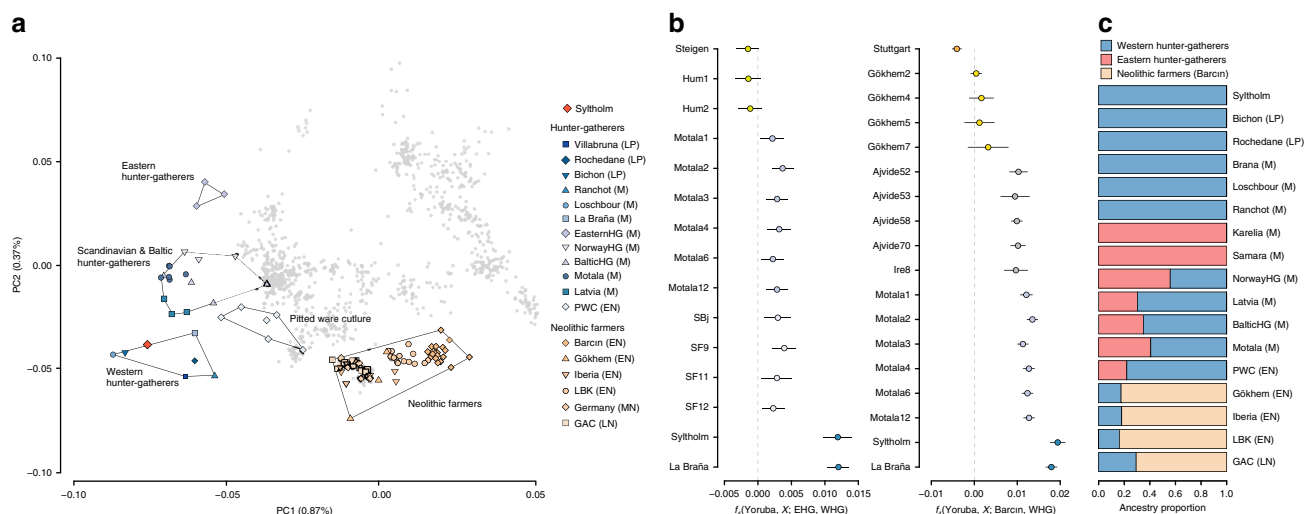 a
0.10
0.05
0.00
−0.05
−0.10
PC2 (0.37%)
−0.10
−0.05
0.00
0.05
PC1 (0.87%)
Eastern
hunter-gatherers
Scandinavian & Baltic
hunter-gatherers
Pitted ware cutlure
Western
hunter-gatherers
Neolithic farmers
Syltholm
Hunter-gatherers
Villabruna (LP)
Rochedane (LP)
Bichon (LP)
Ranchot (M)
Loschbour (M)
La Braña (M)
EasternHG (M)
NorwayHG (M)
BalticHG (M)
Motala (M)
Latvia (M)
PWC (EN)
Neolithic farmers
Barcın (EN)
Gökhem (EN)
Iberia (EN)
LBK (EN)
Germany (MN)
GAC (LN)
b
Steigen
Hum1
Hum2
Motala1
Motala2
Motala3
Motala4
Motala6
Motala12
SBj
SF9
SF11
SF12
Syltholm
La Braña
−0.005
0.000
0.005
0.010
0.015
f₄(Yoruba, X; EHG, WHG)
Stuttgart
Gökhem2
Gökhem4
Gökhem5
Gökhem7
Ajvide52
Ajvide53
Ajvide58
Ajvide70
Ire8
Motala1
Motala2
Motala3
Motala4
Motala6
Motala12
Syltholm
La Braña
−0.01
0.00
0.01
0.02
f₄(Yoruba, X; Barcın, WHG)
c
Western hunter-gatherers
Eastern hunter-gatherers
Neolithic farmers (Barcın)
Syltholm
Bichon (LP)
Rochedane (LP)
Brana (M)
Loschbour (M)
Ranchot (M)
Karelia (M)
Samara (M)
NorwayHG (M)
Latvia (M)
BalticHG (M)
Motala (M)
PWC (EN)
Gökhem (EN)
Iberia (EN)
LBK (EN)
GAC (LN)
0.0 0.2 0.4 0.6 0.8 1.0
Ancestry proportion